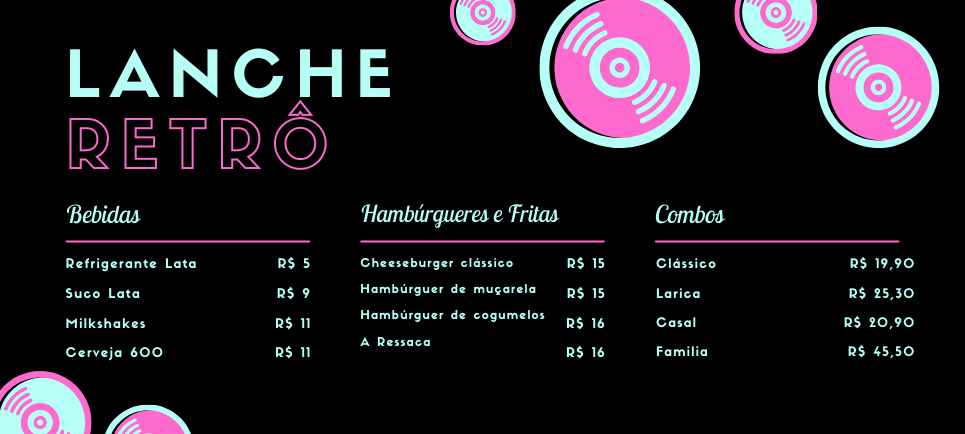 LANCHE
RETRÔ
Bebidas
Refrigerante Lata R$ 5
Suco Lata R$ 9
Milkshakes R$ 11
Cerveja 600 R$ 11
Hambúrgueres e Fritas
Cheeseburger clássico R$ 15
Hambúrguer de muçarela R$ 15
Hambúrguer de cogumelos R$ 16
A Ressaca R$ 16
Combos
Clássico R$ 19,90
Larica R$ 25,30
Casal R$ 20,90
Familia R$ 45,50